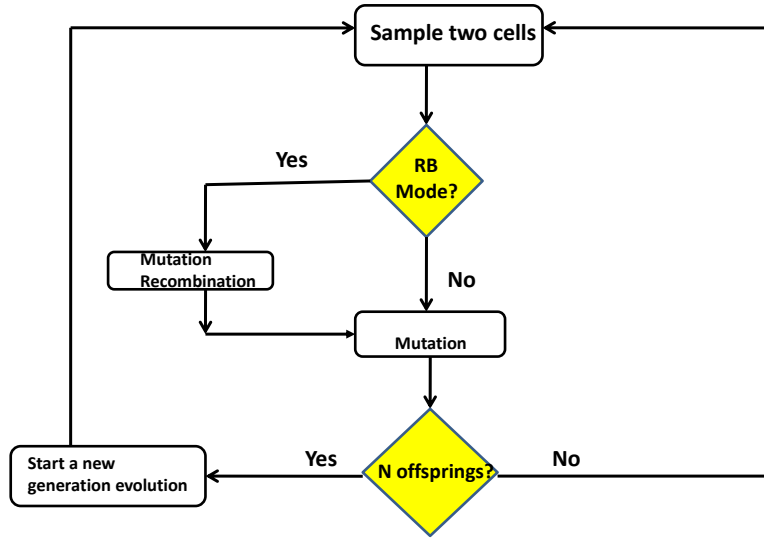 Sample two cells
Yes
RB
Mode?
Mutation
Recombination
No
Mutation
Start a new
generation evolution
Yes
N offsprings?
No